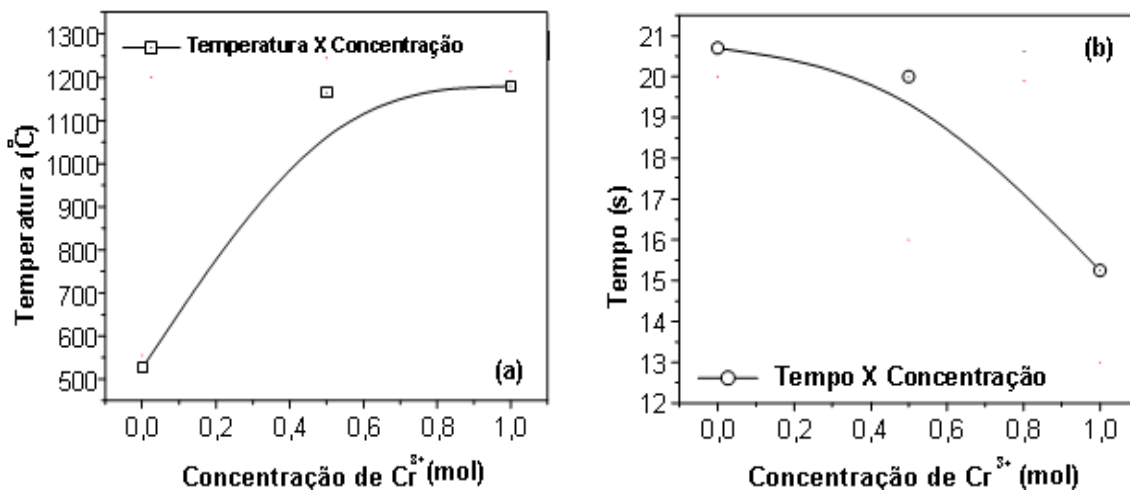 1300
Temperatura X Concentração
1200
1100
1000
900
800
700
600
500
Temperatura (°C)
(a)
0,0 0,2 0,4 0,6 0,8 1,0
Concentração de Cr³⁺(mol)
21
(b)
20
19
18
17
16
15
14
13
12
Tempo (s)
Tempo X Concentração
0,0 0,2 0,4 0,6 0,8 1,0
Concentração de Cr³⁺ (mol)